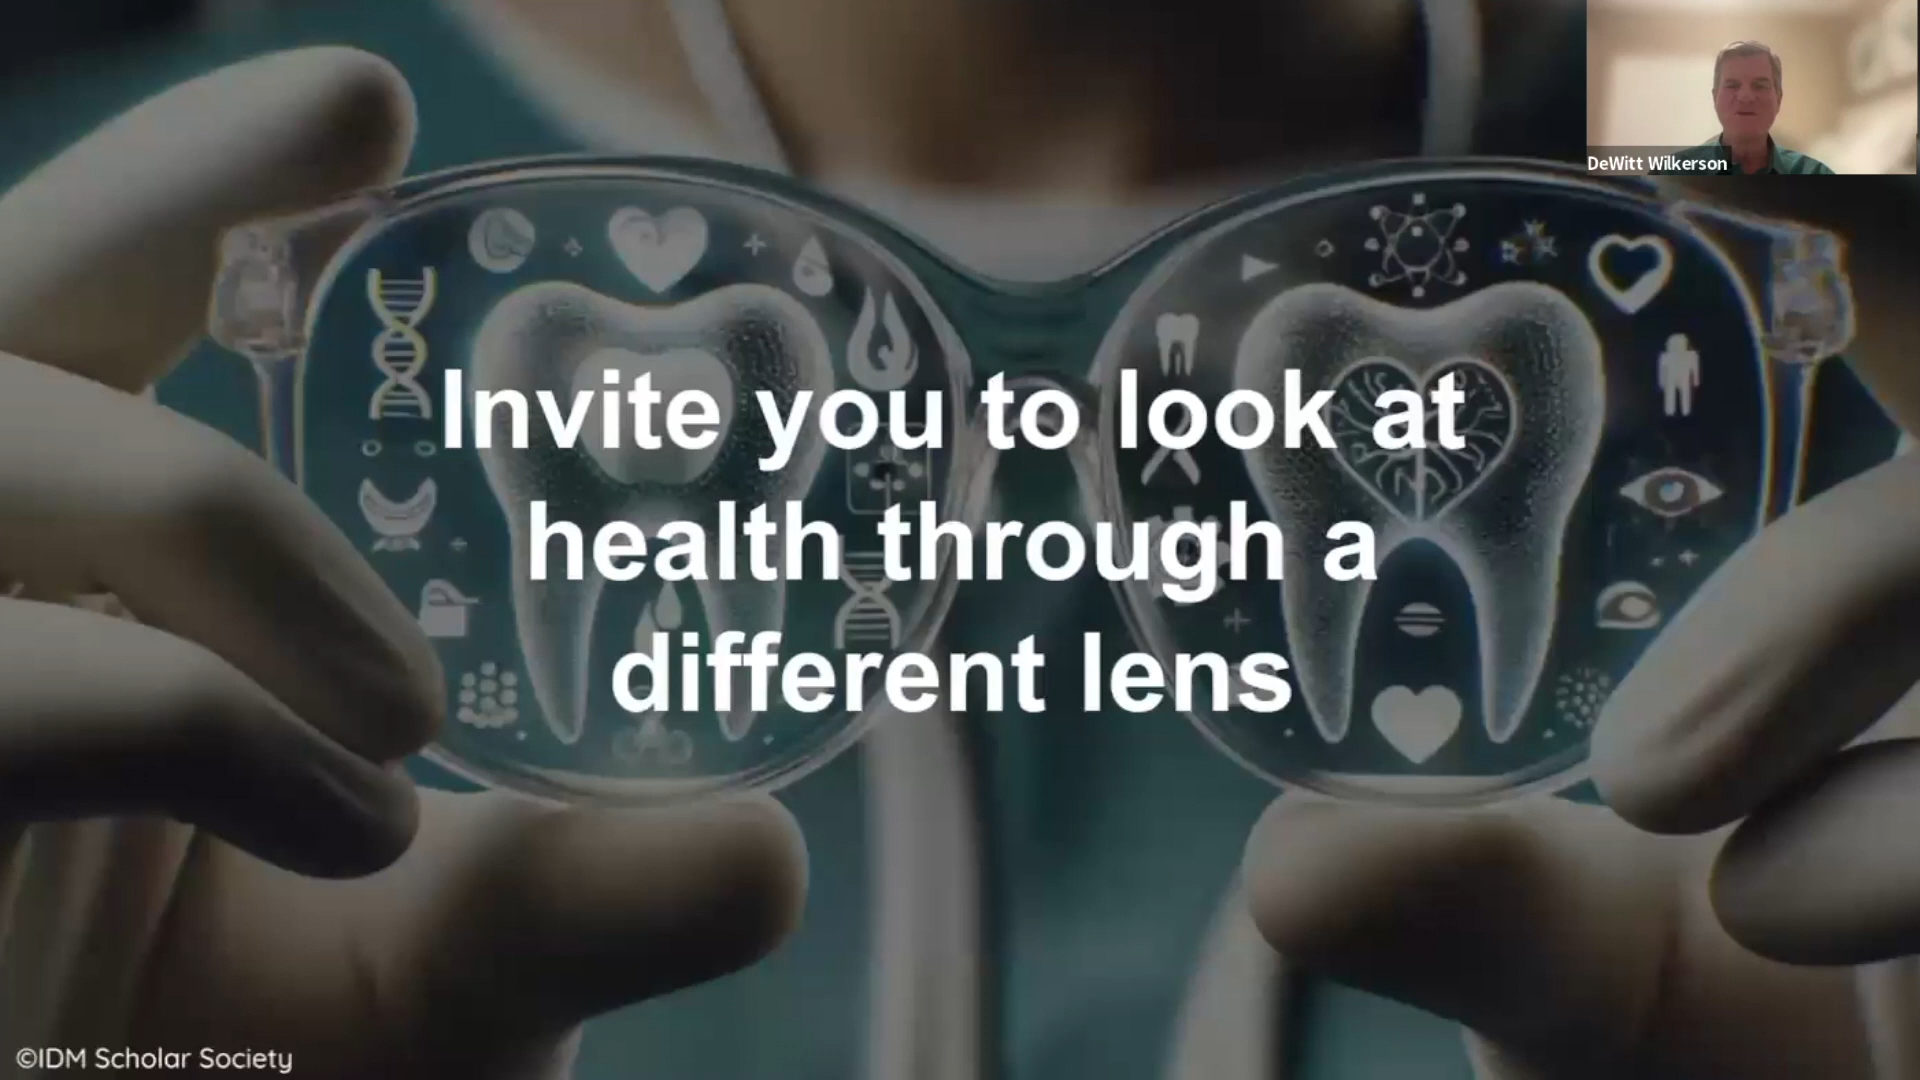 DeWitt Wilkerson
Invite you to look at
health through a
different lens
©IDM Scholar Society